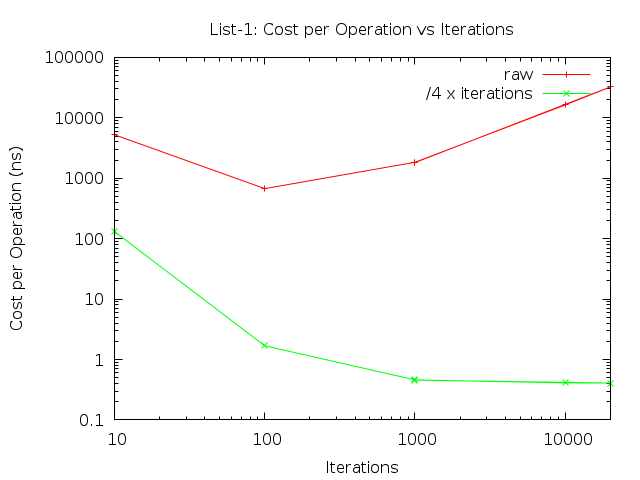 List-1: Cost per Operation vs Iterations
raw
/4 x iterations
100000
10000
1000
100
10
1
0.1
Cost per Operation (ns)
10 100 1000 10000
Iterations